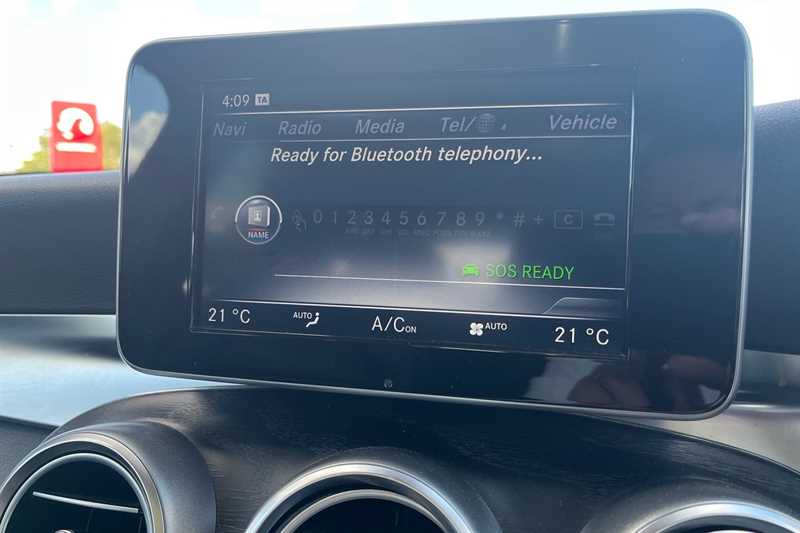 4:09 TA
Navi Radio Media Tel/ Vehicle
Ready for Bluetooth telephony...
NAME 0 1 2 3 4 5 6 7 8 9 * # + C
SOS READY
21 °C AUTO A/C ON AUTO 21 °C